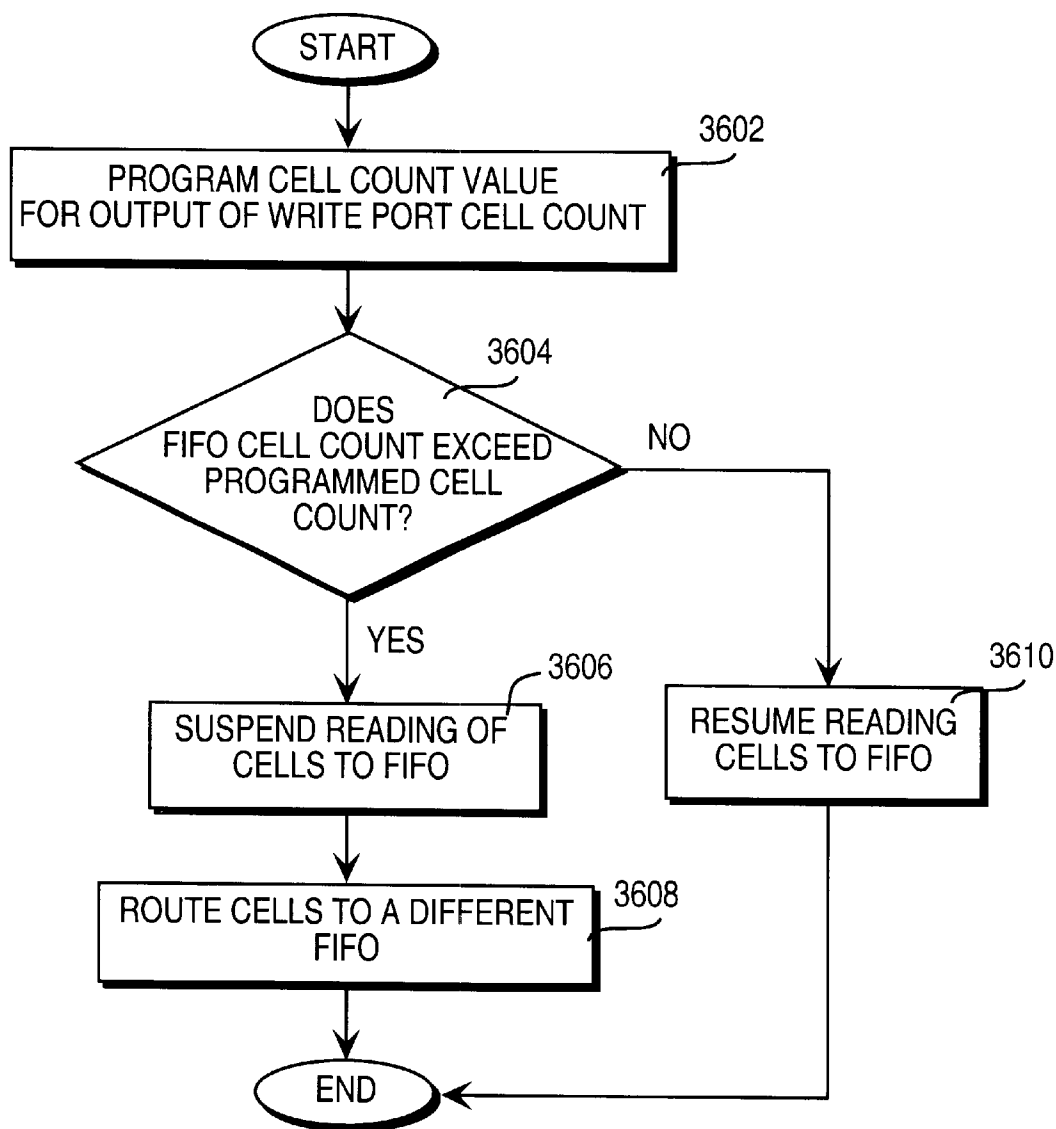 START
3602
PROGRAM CELL COUNT VALUE
FOR OUTPUT OF WRITE PORT CELL COUNT
3604
DOES
FIFO CELL COUNT EXCEED
PROGRAMMED CELL
COUNT?
NO
YES
3606
SUSPEND READING OF
CELLS TO FIFO
3610
RESUME READING
CELLS TO FIFO
3608
ROUTE CELLS TO A DIFFERENT
FIFO
END